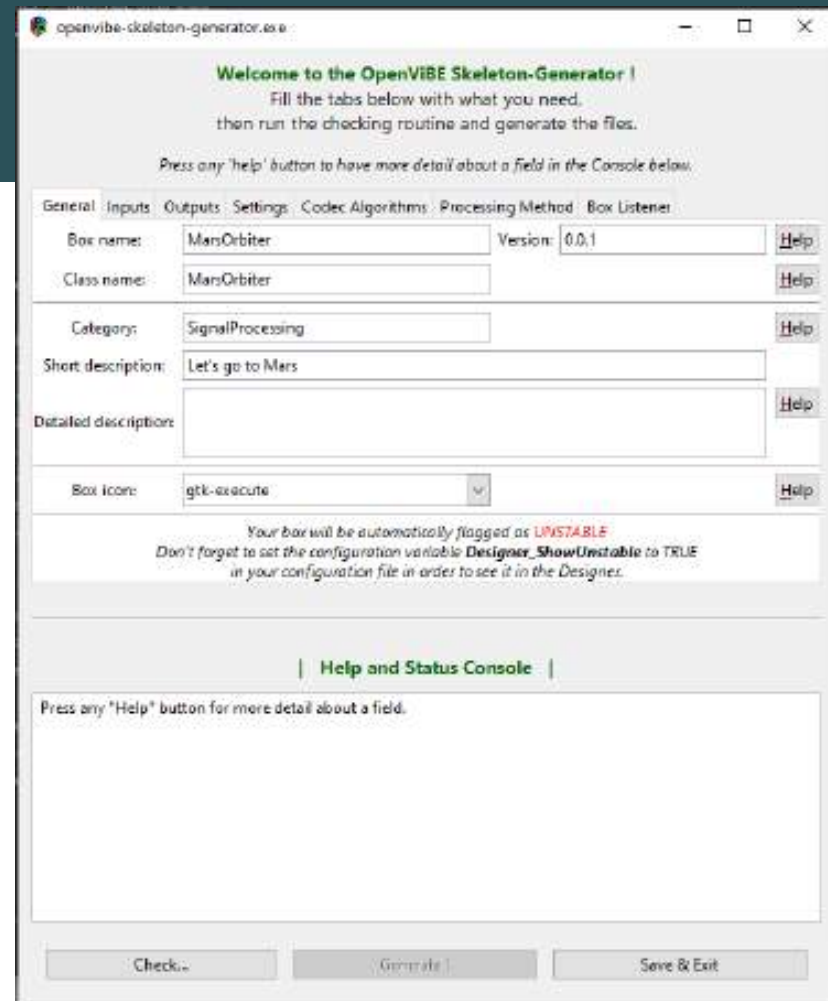 openvibe-skeleton-generator.exe
Welcome to the OpenViBE Skeleton-Generator !
Fill the tabs below with what you need,
then run the checking routine and generate the files.
Press any 'help' button to have more detail about a field in the Console below.
General Inputs Outputs Settings Codec Algorithms Processing Method Box Listener
Box name: MarsOrbiter Version: 0.0.1 Help
Class name: MarsOrbiter Help
Category: SignalProcessing Help
Short description: Let's go to Mars
Detailed description: Help
Box icon: gtk-execute Help
Your box will be automatically flagged as UNSTABLE
Don't forget to set the configuration variable Designer_ShowUnstable to TRUE
in your configuration file in order to see it in the Designer.
| Help and Status Console |
Press any "Help" button for more detail about a field.
Check... Generate ! Save & Exit